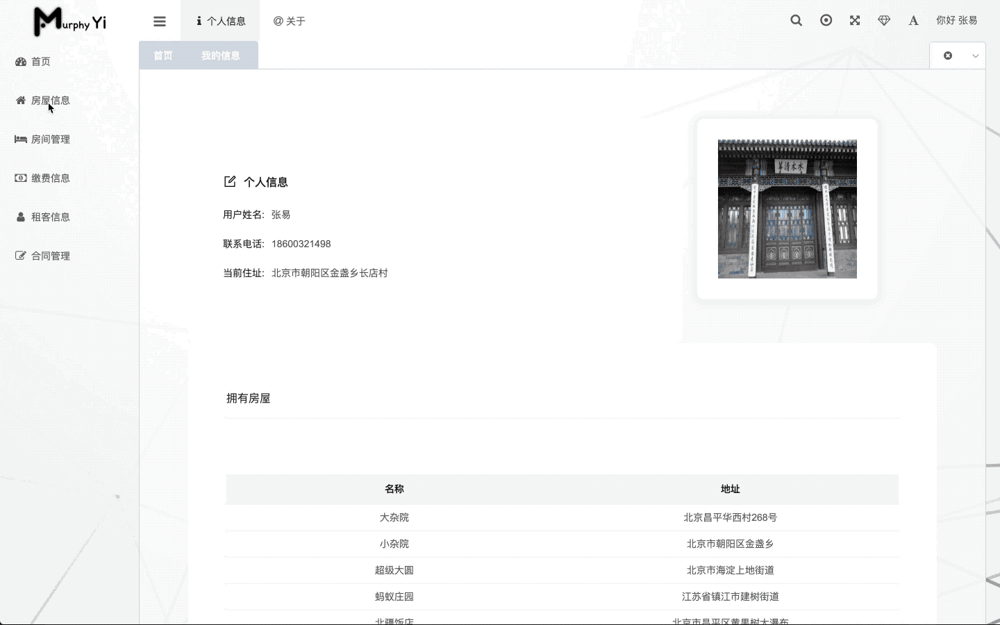 Murphy Yi
个人信息
@ 关于
你好 张易
首页
我的信息
首页
房屋信息
房间管理
缴费信息
租客信息
合同管理
个人信息
用户姓名: 张易
联系电话: 18600321498
当前住址: 北京市朝阳区金盏乡长店村
水木清华
拥有房屋
名称 地址
大杂院 北京昌平华西村268号
小杂院 北京市朝阳区金盏乡
超级大圆 北京市海淀上地街道
蚂蚁庄园 江苏省镇江市建树街道
北疆饭店 北京市昌平区黄果树大瀑布